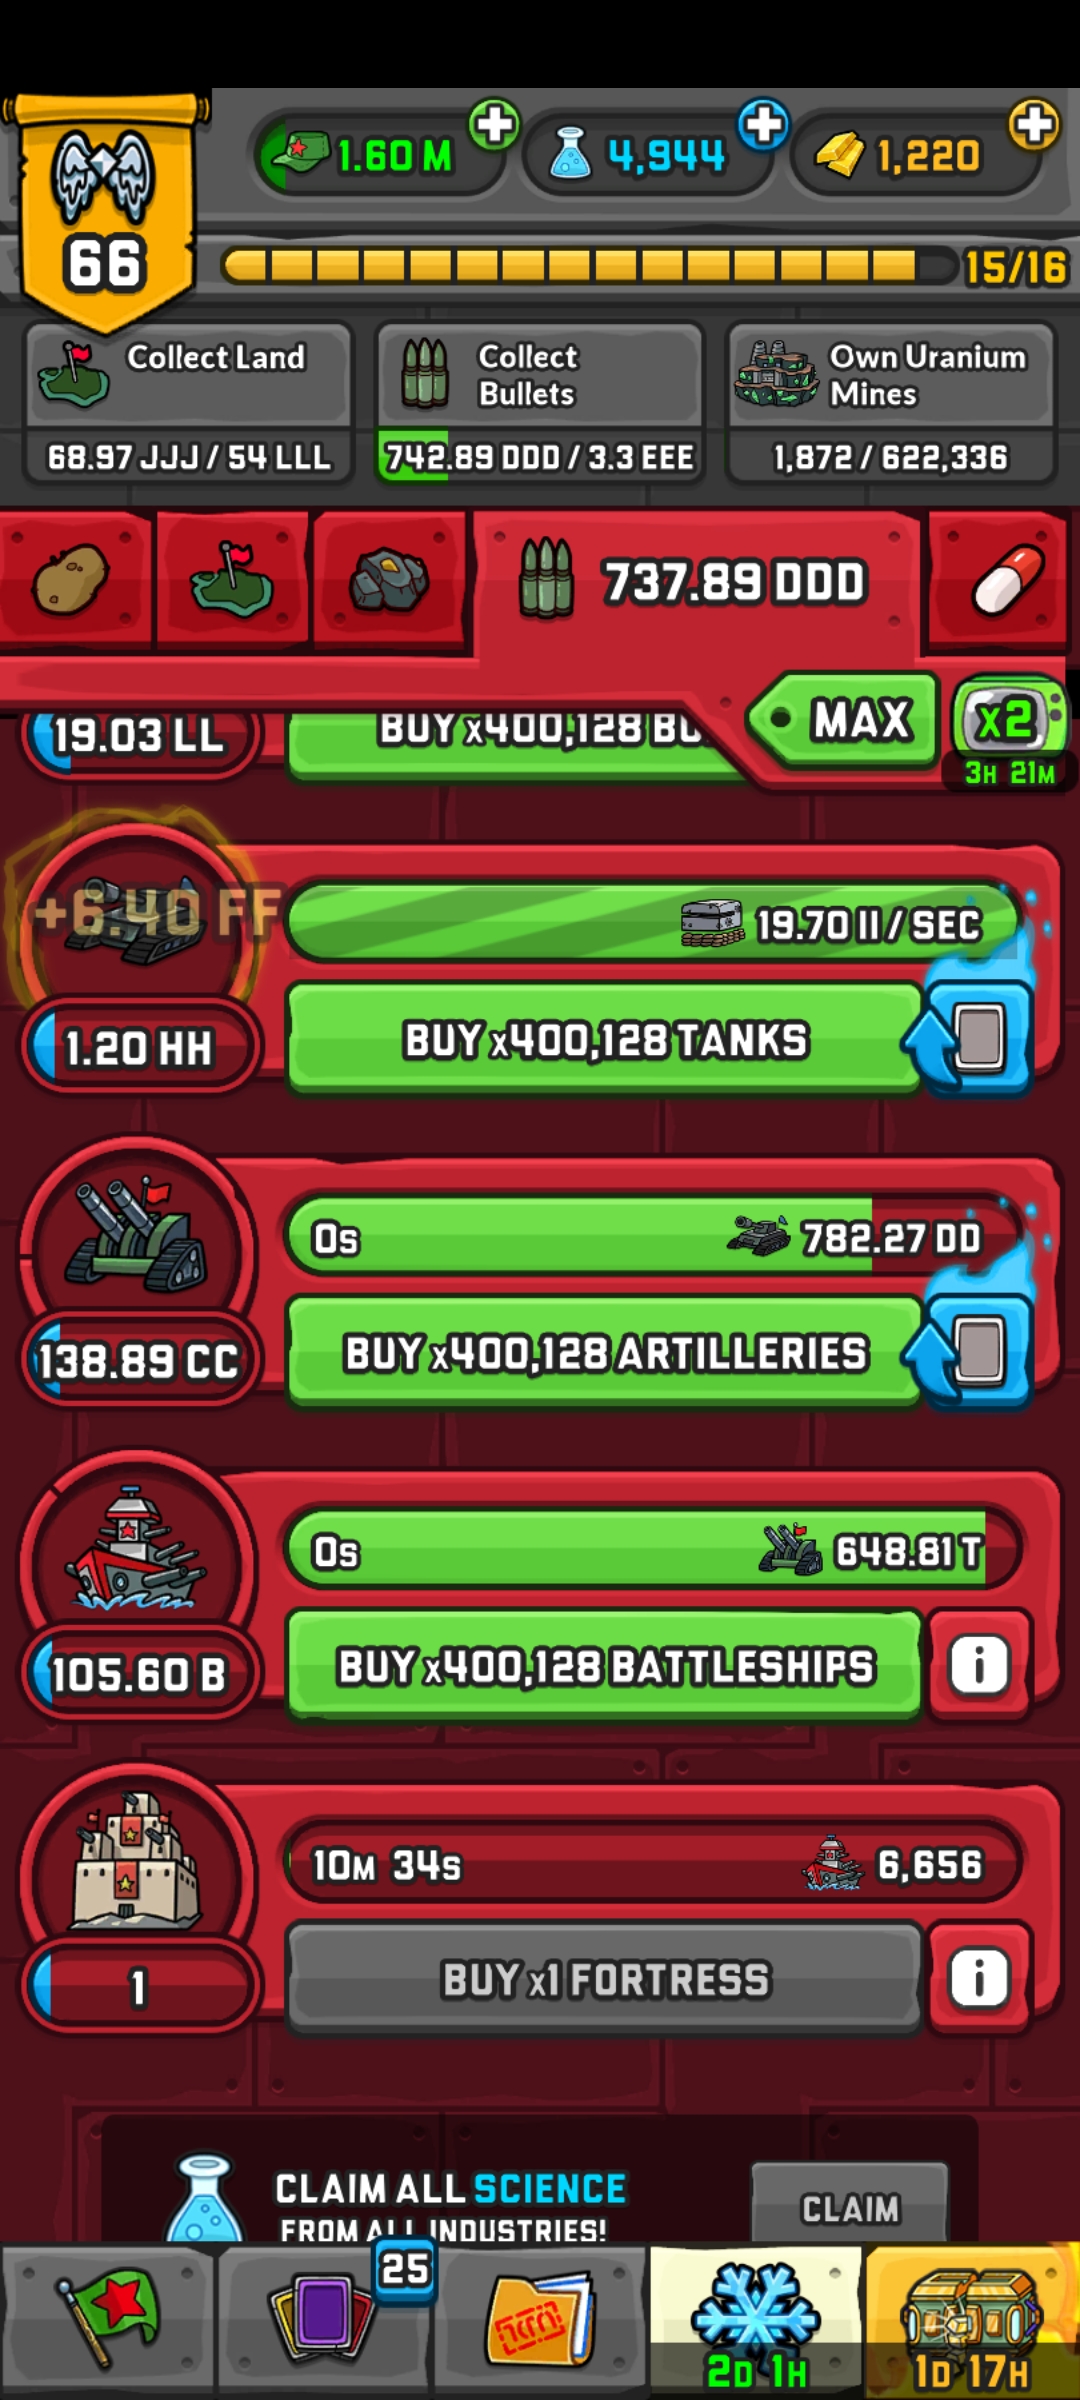 1.60 M
4,944
1,220
66
15/16
Collect Land
68.97 JJJ / 54 LLL
Collect
Bullets
742.89 DDD / 3.3 EEE
Own Uranium
Mines
1,872 / 622,336
737.89 DDD
MAX
x2
3H 21M
19.03 LL
BUY x400,128
+6.40 FF
19.70 II / SEC
1.20 HH
BUY x400,128 TANKS
0s
782.27 DD
138.89 CC
BUY x400,128 ARTILLERIES
0s
648.81 T
105.60 B
BUY x400,128 BATTLESHIPS
i
10M 34s
6,656
1
BUY x1 FORTRESS
i
CLAIM ALL SCIENCE
FROM ALL INDUSTRIES!
CLAIM
25
2D 1H
1D 17H